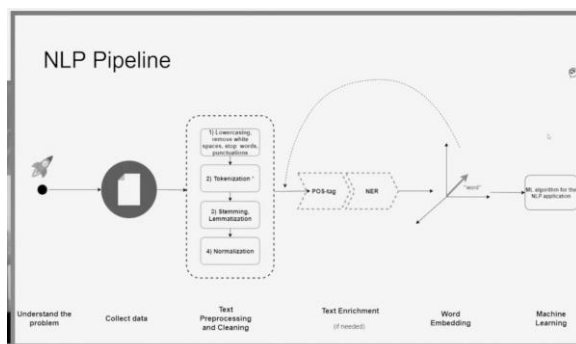 NLP Pipeline
1) Lowercasing,
remove white
spaces, stop words,
punctuations
2) Tokenization *
3) Stemming,
Lammatization
4) Normalization
POS-tag
NER
"word"
ML algorithm for the
NLP application
Understand the
problem
Collect data
Text
Preprocessing
and Cleaning
Text Enrichment
(if needed)
Word
Embedding
Machine
Learning